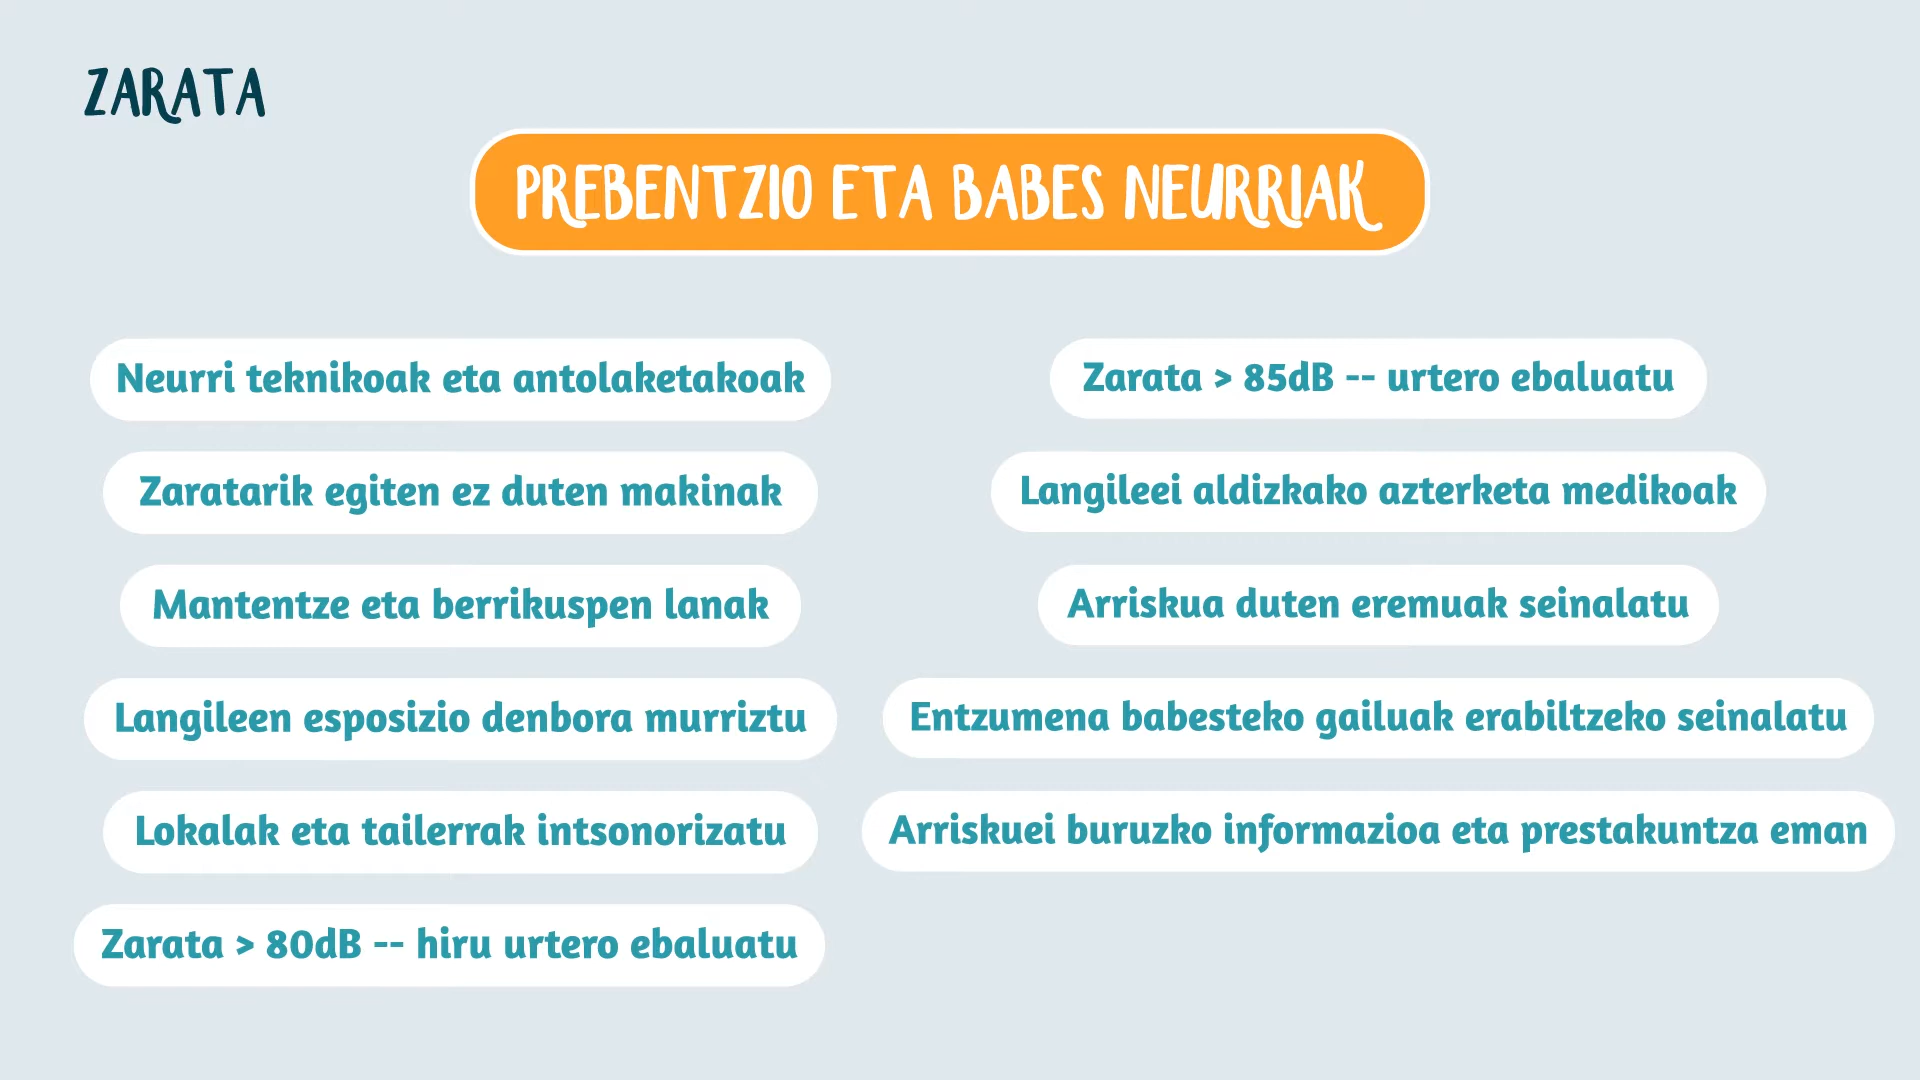 ZARATA
PREBENTZIO ETA BABES NEURRIAK
Neurri teknikoak eta antolaketakoak
Zaratarik egiten ez duten makinak
Mantentze eta berrikuspen lanak
Langileen esposizio denbora murriztu
Lokalak eta tailerrak intsonorizatu
Zarata > 80dB -- hiru urtero ebaluatu
Zarata > 85dB -- urtero ebaluatu
Langileei aldizkako azterketa medikoak
Arriskua duten eremuak seinalatu
Entzumena babesteko gailuak erabiltzeko seinalatu
Arriskuei buruzko informazioa eta prestakuntza eman